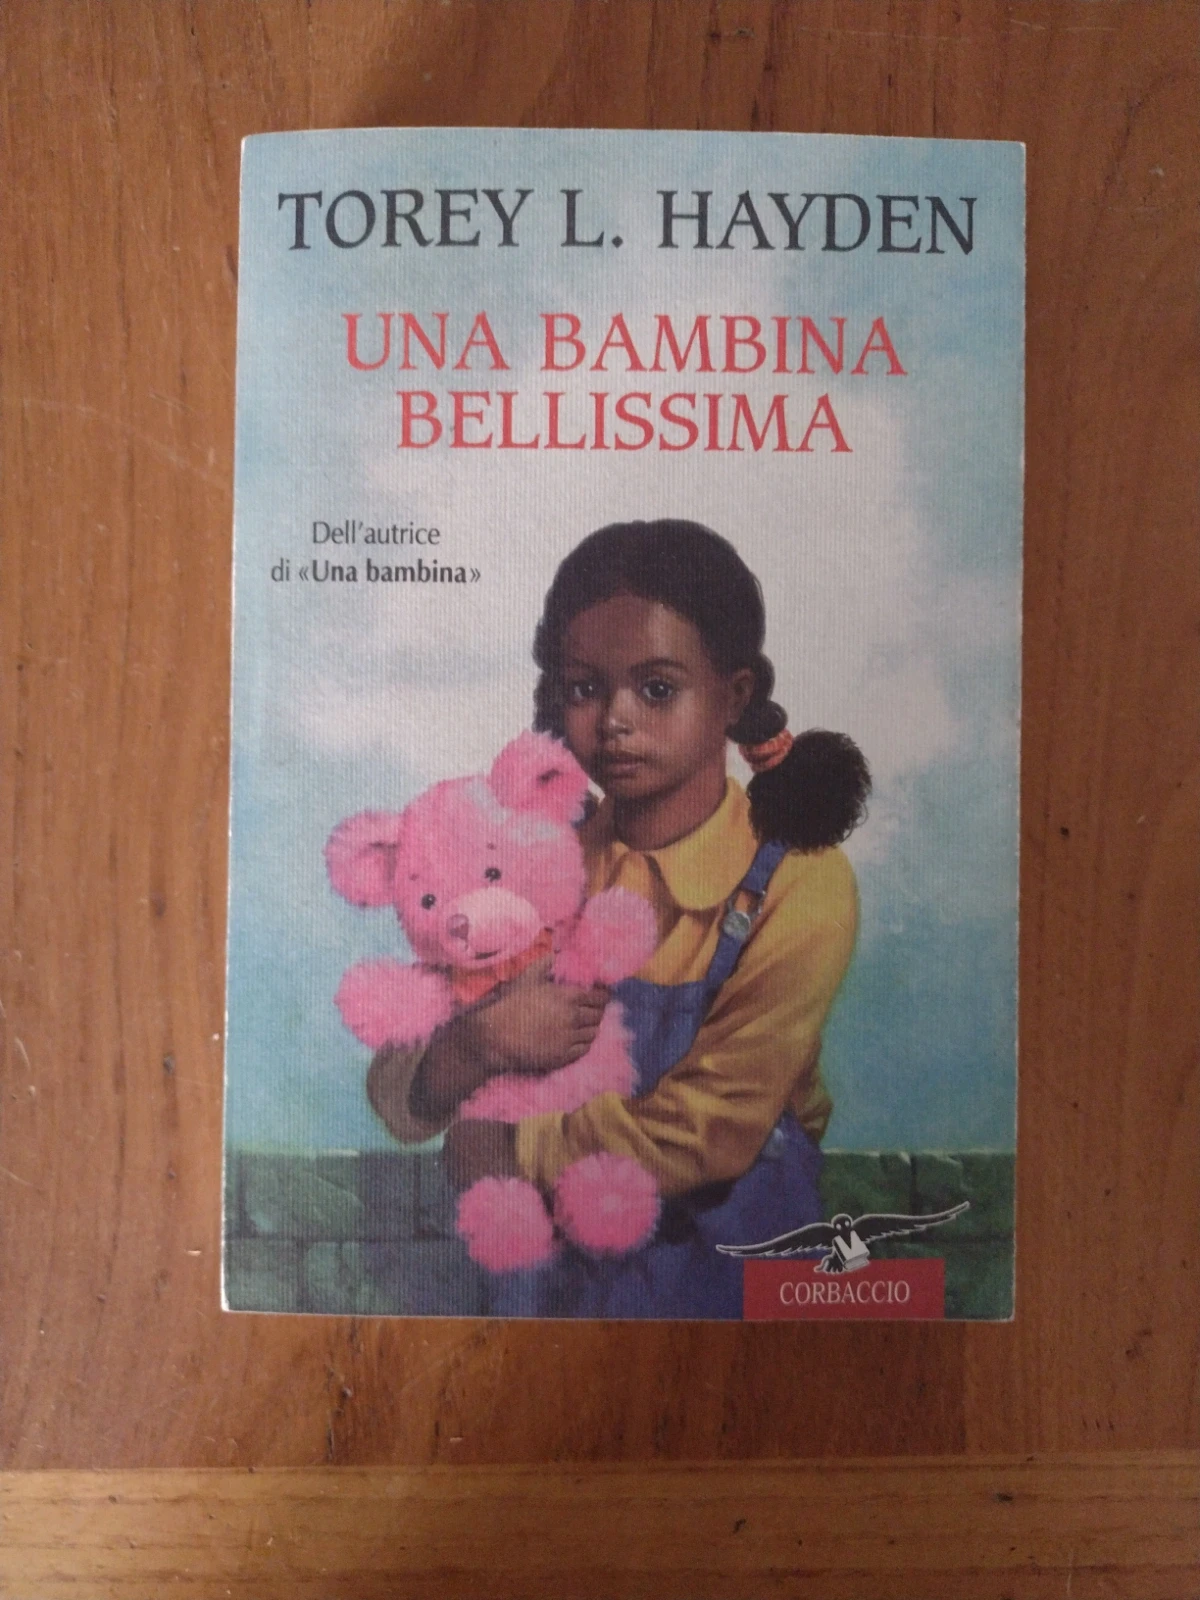 TOREY L. HAYDEN
UNA BAMBINA
BELLISSIMA
Dell'autrice
di «Una bambina»
CORBACCIO